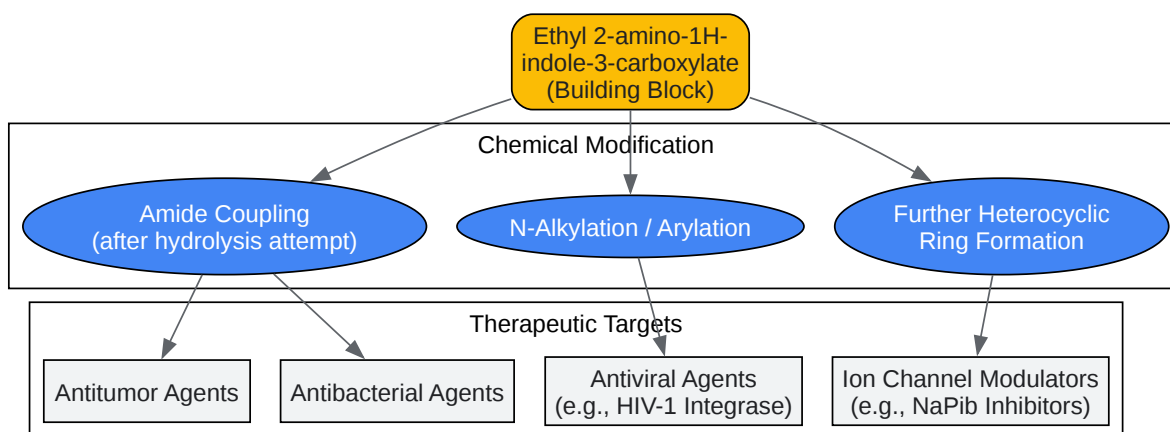 Ethyl 2-amino-1H-
indole-3-carboxylate
(Building Block)
Chemical Modification
Amide Coupling
(after hydrolysis attempt)
N-Alkylation / Arylation
Further Heterocyclic
Ring Formation
Therapeutic Targets
Antitumor Agents
Antibacterial Agents
Antiviral Agents
(e.g., HIV-1 Integrase)
Ion Channel Modulators
(e.g., NaPib Inhibitors)